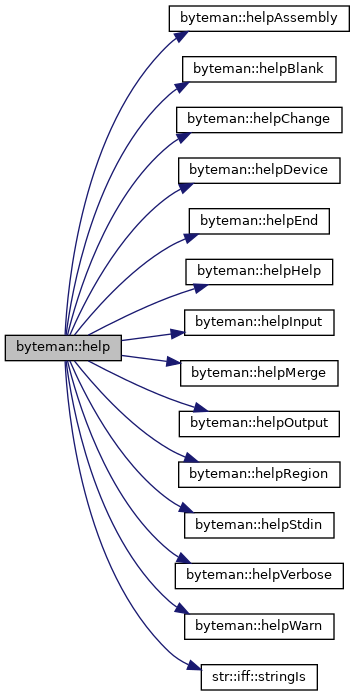 byteman::helpAssembly
byteman::helpBlank
byteman::helpChange
byteman::helpDevice
byteman::helpEnd
byteman::helpHelp
byteman::helpInput
byteman::help
byteman::helpMerge
byteman::helpOutput
byteman::helpRegion
byteman::helpStdin
byteman::helpVerbose
byteman::helpWarn
str::iff::stringIs